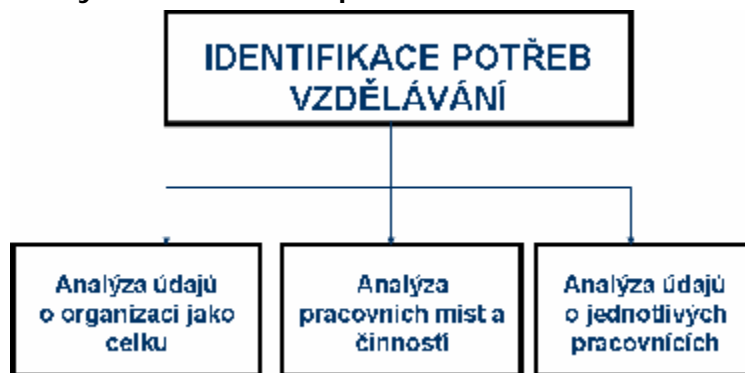 IDENTIFIKACE POTŘEB
VZDĚLÁVÁNÍ
Analýza údajů
o organizaci jako
celku
Analýza
pracovních míst a
činností
Analýza údajů
o jednotlivých
pracovnících